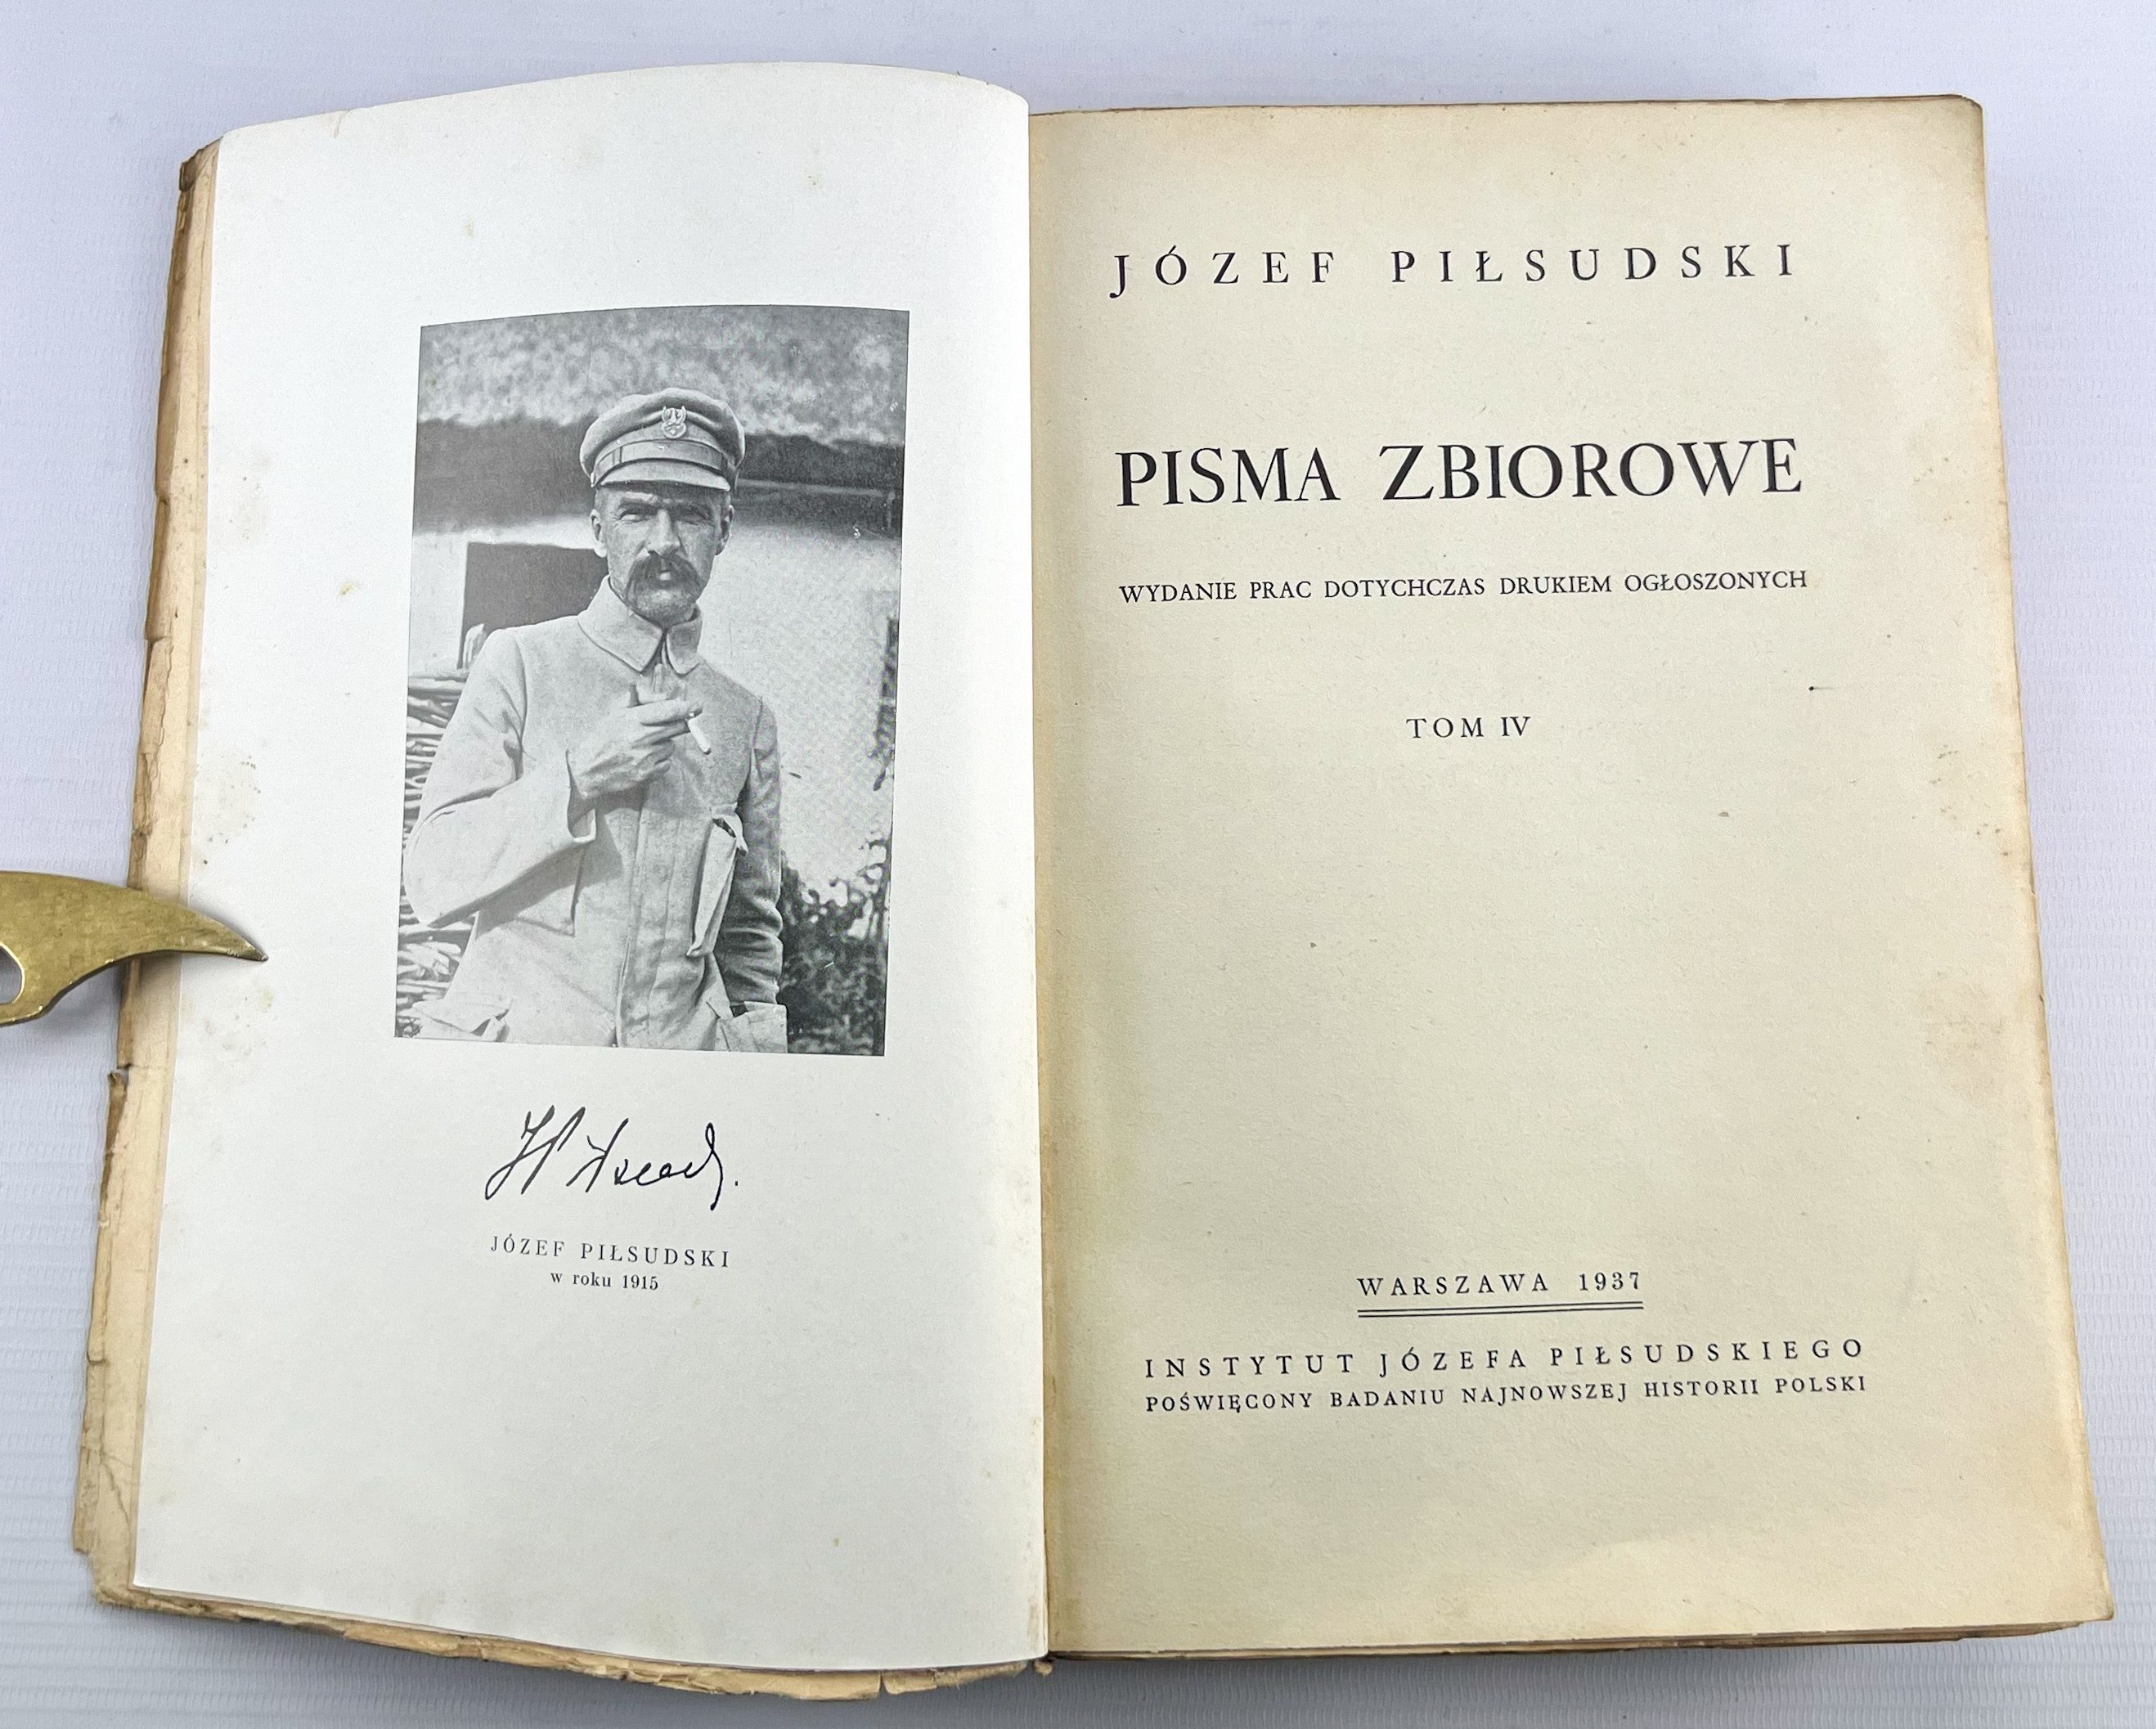 JÓZEF PIŁSUDSKI
w roku 1915
JÓZEF PIŁSUDSKI
PISMA ZBIOROWE
WYDANIE PRAC DOTYCHCZAS DRUKIEM OGŁOSZONYCH
TOM IV
WARSZAWA 1937
INSTYTUT JÓZEFA PIŁSUDSKIEGO
POŚWIĘCONY BADANIU NAJNOWSZEJ HISTORII POLSKI